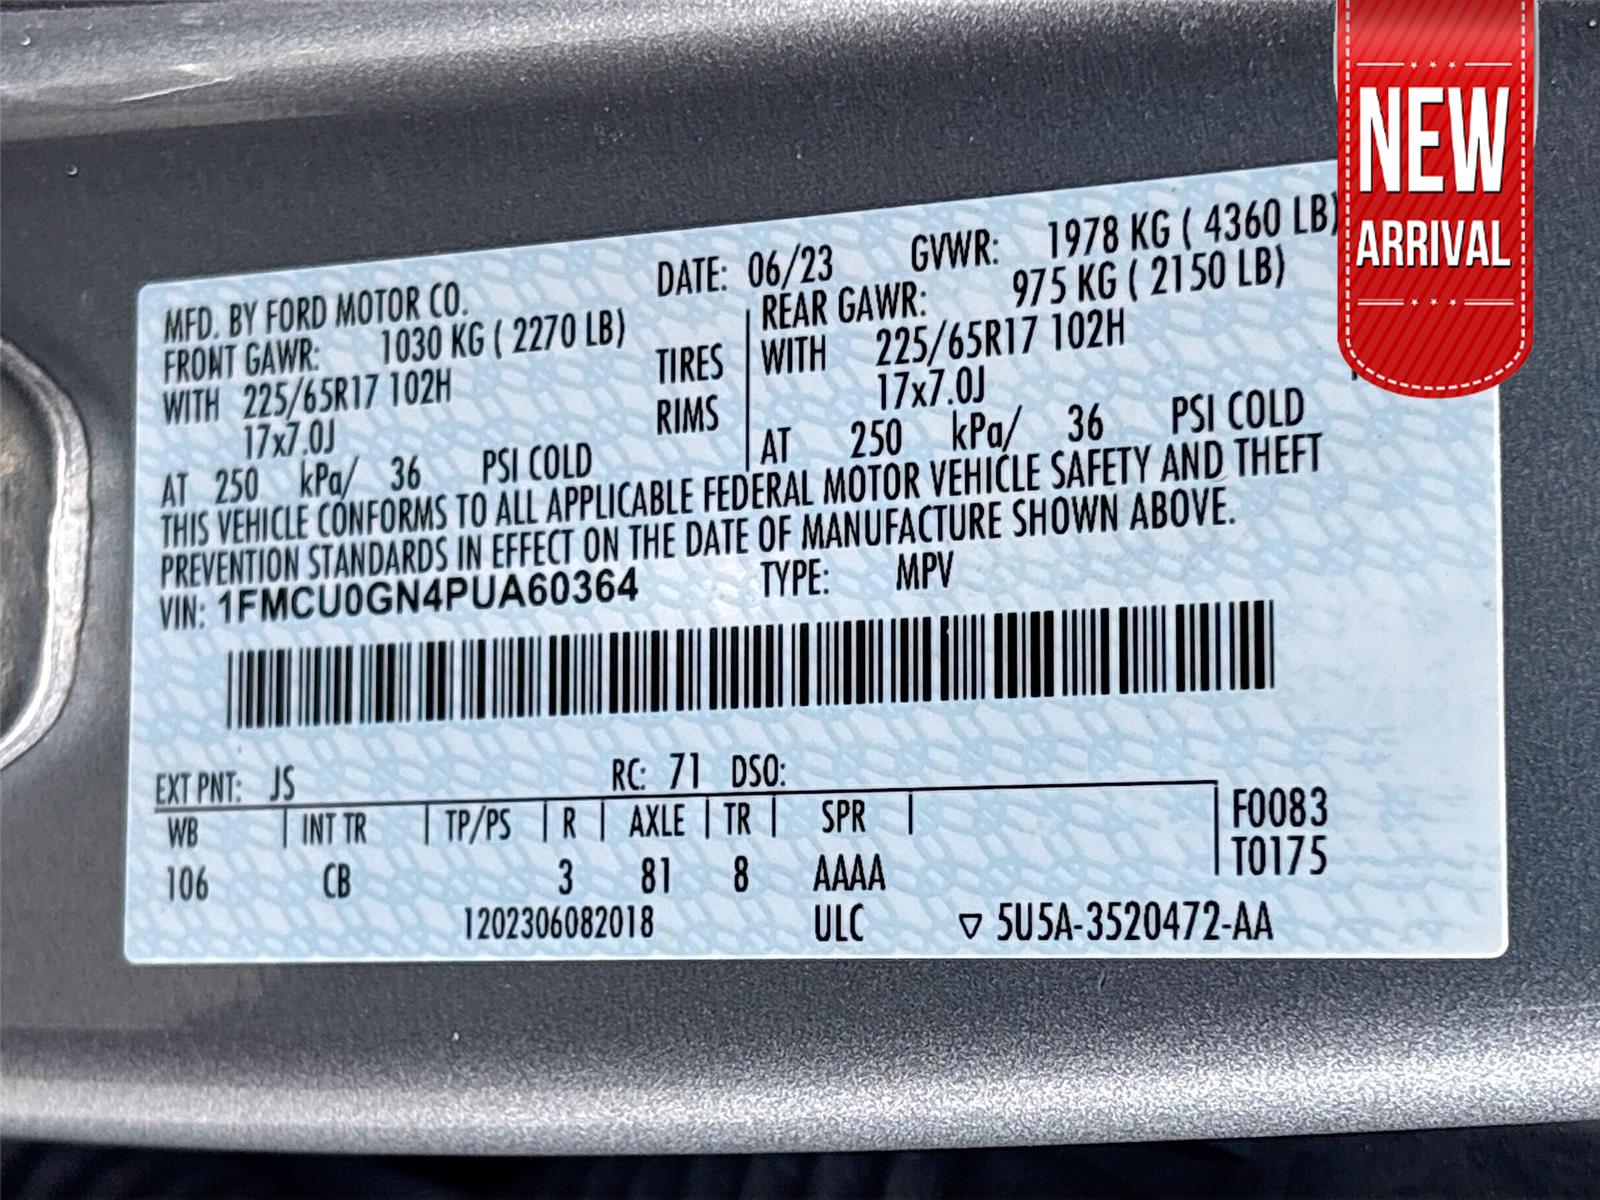 NEW
ARRIVAL
MFD. BY FORD MOTOR CO. DATE: 06/23 GVWR: 1978 KG ( 4360 LB)
FRONT GAWR: 1030 KG ( 2270 LB) REAR GAWR: 975 KG ( 2150 LB)
WITH 225/65R17 102H TIRES WITH 225/65R17 102H
17x7.0J RIMS 17x7.0J
AT 250 kPa/ 36 PSI COLD AT 250 kPa/ 36 PSI COLD
THIS VEHICLE CONFORMS TO ALL APPLICABLE FEDERAL MOTOR VEHICLE SAFETY AND THEFT
PREVENTION STANDARDS IN EFFECT ON THE DATE OF MANUFACTURE SHOWN ABOVE.
VIN: 1FMCU0GN4PUA60364 TYPE: MPV
EXT PNT: JS RC: 71 DSO:
WB | INT TR | TP/PS | R | AXLE | TR | SPR | F0083
106 CB 3 81 8 AAAA T0175
1202306082018 ULC ▽ 5U5A-3520472-AA